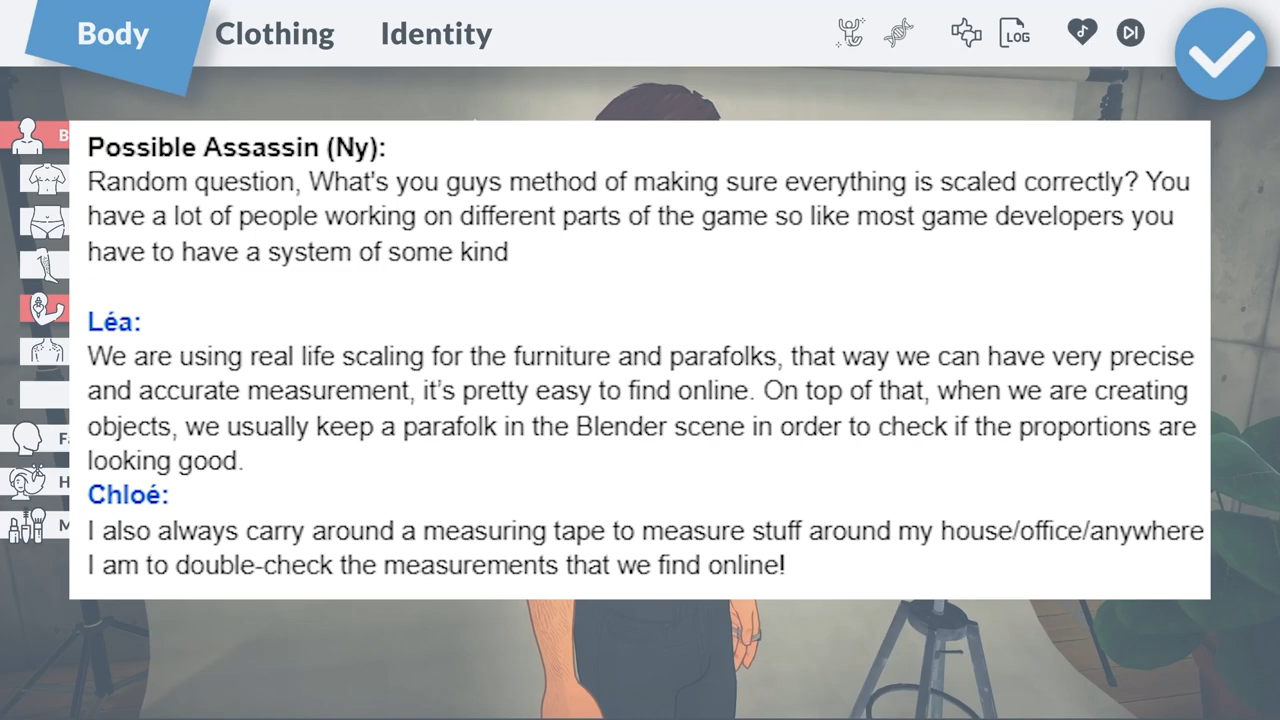 Body Clothing Identity
LOG
Possible Assassin (Ny):
Random question, What's you guys method of making sure everything is scaled correctly? You
have a lot of people working on different parts of the game so like most game developers you
have to have a system of some kind
Léa:
We are using real life scaling for the furniture and parafolks, that way we can have very precise
and accurate measurement, it’s pretty easy to find online. On top of that, when we are creating
objects, we usually keep a parafolk in the Blender scene in order to check if the proportions are
looking good.
Chloé:
I also always carry around a measuring tape to measure stuff around my house/office/anywhere
I am to double-check the measurements that we find online!
B
F
H
M